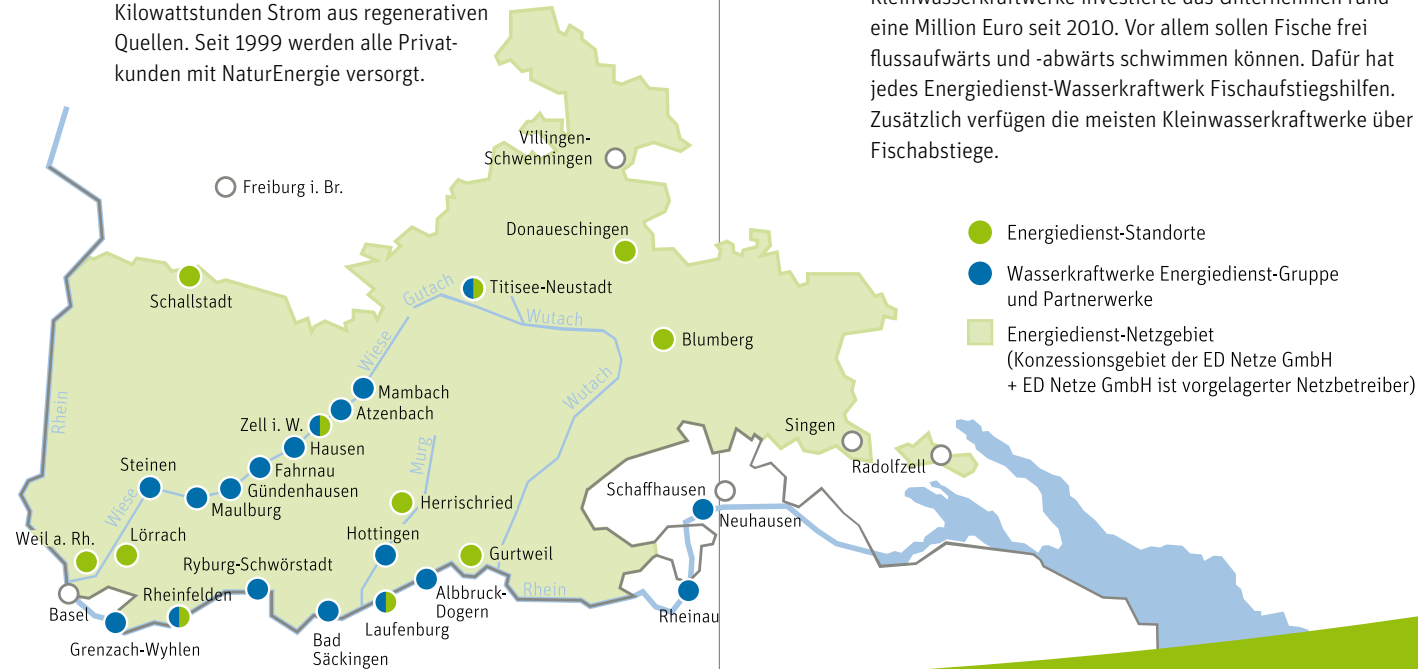 Kilowattstunden Strom aus regenerativen
Quellen. Seit 1999 werden alle Privat-
kunden mit NaturEnergie versorgt.
Kleinwasserkraftwerke investierte das Unternehmen rund
eine Million Euro seit 2010. Vor allem sollen Fische frei
flussaufwärts und -abwärts schwimmen können. Dafür hat
jedes Energiedienst-Wasserkraftwerk Fischaufstiegshilfen.
Zusätzlich verfügen die meisten Kleinwasserkraftwerke über
Fischabstiege.
Villingen-
Schwenningen
Freiburg i. Br.
Donaueschingen
Schallstadt
Gutach
Titisee-Neustadt
Wutach
Blumberg
Wiese
Rhein
Mambach
Atzenbach
Wutach
Zell i. W.
Hausen
Murg
Steinen
Fahrnau
Gündenhausen
Maulburg
Wiese
Herrischried
Singen
Radolfzell
Schaffhausen
Neuhausen
Weil a. Rh.
Lörrach
Hottingen
Gurtweil
Ryburg-Schwörstadt
Rheinfelden
Albbruck-
Dogern
Rhein
Basel
Rheinau
Laufenburg
Grenzach-Wyhlen
Bad
Säckingen
Energiedienst-Standorte
Wasserkraftwerke Energiedienst-Gruppe
und Partnerwerke
Energiedienst-Netzgebiet
(Konzessionsgebiet der ED Netze GmbH
+ ED Netze GmbH ist vorgelagerter Netzbetreiber)